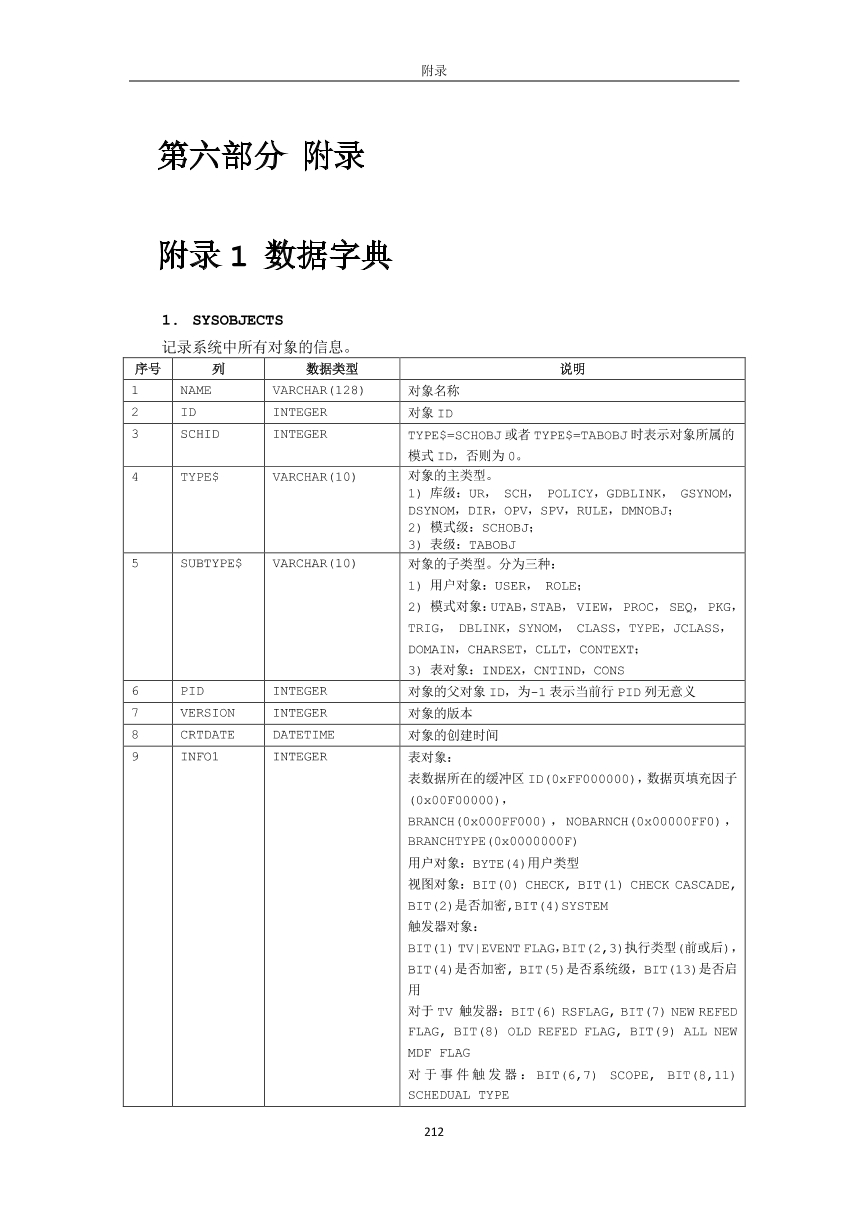 附录
第六部分 附录
附录 1 数据字典
1. SYSOBJECTS
记录系统中所有对象的信息。
序号 列 数据类型 说明
1 NAME VARCHAR(128) 对象名称
2 ID INTEGER 对象 ID
3 SCHID INTEGER TYPE$=SCHOBJ 或者 TYPE$=TABOBJ 时表示对象所属的
模式 ID，否则为 0。
4 TYPE$ VARCHAR(10) 对象的主类型。
1) 库级：UR， SCH， POLICY，GDBLINK， GSYNOM，
DSYNOM，DIR，OPV，SPV，RULE，DMNOBJ；
2) 模式级：SCHOBJ；
3) 表级：TABOBJ
5 SUBTYPE$ VARCHAR(10) 对象的子类型。分为三种：
1) 用户对象：USER， ROLE；
2) 模式对象：UTAB，STAB， VIEW， PROC， SEQ， PKG，
TRIG， DBLINK，SYNOM， CLASS，TYPE，JCLASS，
DOMAIN，CHARSET，CLLT，CONTEXT；
3) 表对象：INDEX，CNTIND，CONS
6 PID INTEGER 对象的父对象 ID，为-1 表示当前行 PID 列无意义
7 VERSION INTEGER 对象的版本
8 CRTDATE DATETIME 对象的创建时间
9 INFO1 INTEGER 表对象：
表数据所在的缓冲区 ID(0xFF000000)，数据页填充因子
(0x00F00000)，
BRANCH(0x000FF000)，NOBARNCH(0x00000FF0)，
BRANCHTYPE(0x0000000F)
用户对象：BYTE(4)用户类型
视图对象：BIT(0) CHECK, BIT(1) CHECK CASCADE,
BIT(2)是否加密,BIT(4)SYSTEM
触发器对象：
BIT(1) TV|EVENT FLAG，BIT(2,3)执行类型(前或后)，
BIT(4)是否加密, BIT(5)是否系统级，BIT(13)是否启
用
对于 TV 触发器：BIT(6) RSFLAG, BIT(7) NEW REFED
FLAG, BIT(8) OLD REFED FLAG, BIT(9) ALL NEW
MDF FLAG
对于事件触发器：BIT(6,7) SCOPE, BIT(8,11)
SCHEDUAL TYPE
212